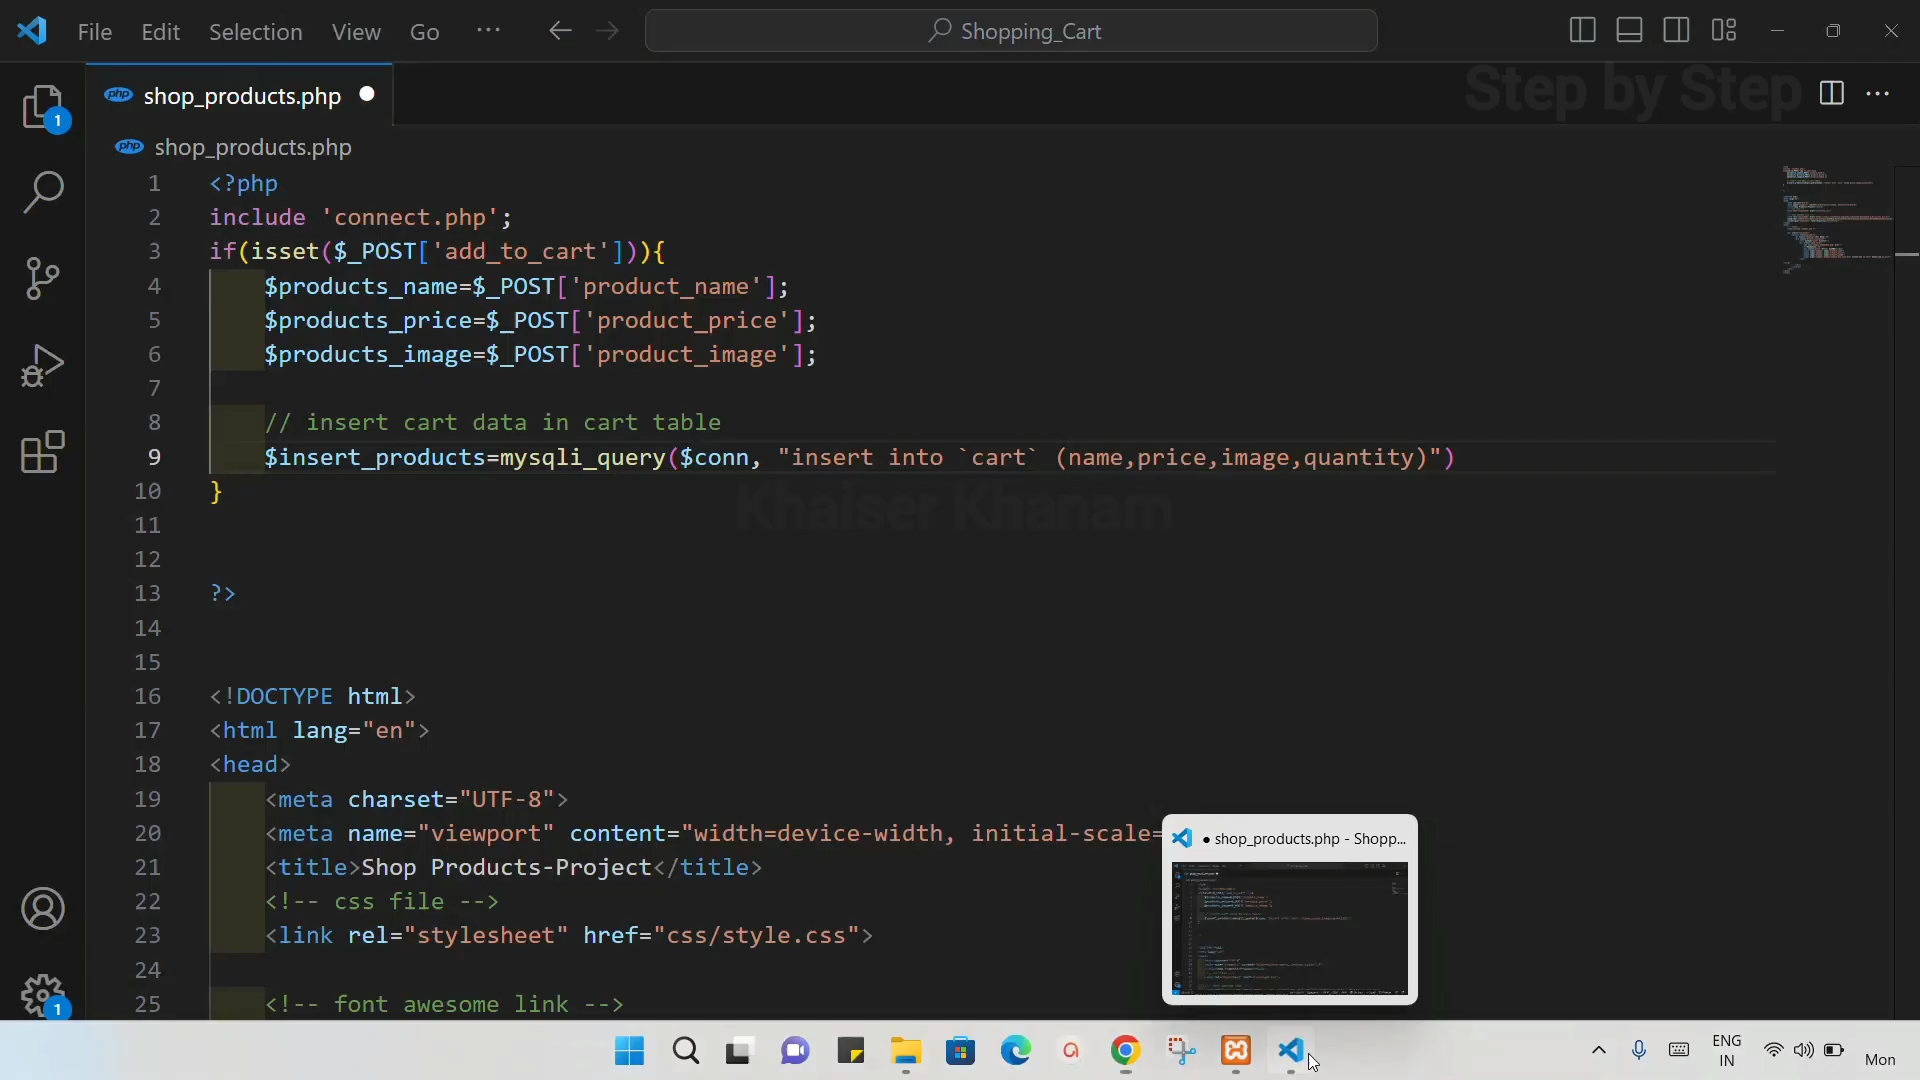 File Edit Selection View Go ··· Shopping_Cart
Step by Step
php shop_products.php
php shop_products.php
1 <?php
2 include 'connect.php';
3 if(isset($_POST['add_to_cart'])){
4 $products_name=$_POST['product_name'];
5 $products_price=$_POST['product_price'];
6 $products_image=$_POST['product_image'];
7
8 // insert cart data in cart table
9 $insert_products=mysqli_query($conn, "insert into `cart` (name,price,image,quantity)")
10 }
Khaiser Khanam
11
12
13 ?>
14
15
16 <!DOCTYPE html>
17 <html lang="en">
18 <head>
19 <meta charset="UTF-8">
20 <meta name="viewport" content="width=device-width, initial-scale=
21 <title>Shop Products-Project</title>
22 <!-- css file -->
23 <link rel="stylesheet" href="css/style.css">
24
25 <!-- font awesome link -->
1
1
● shop_products.php - Shopp...
ENG
IN
Mon